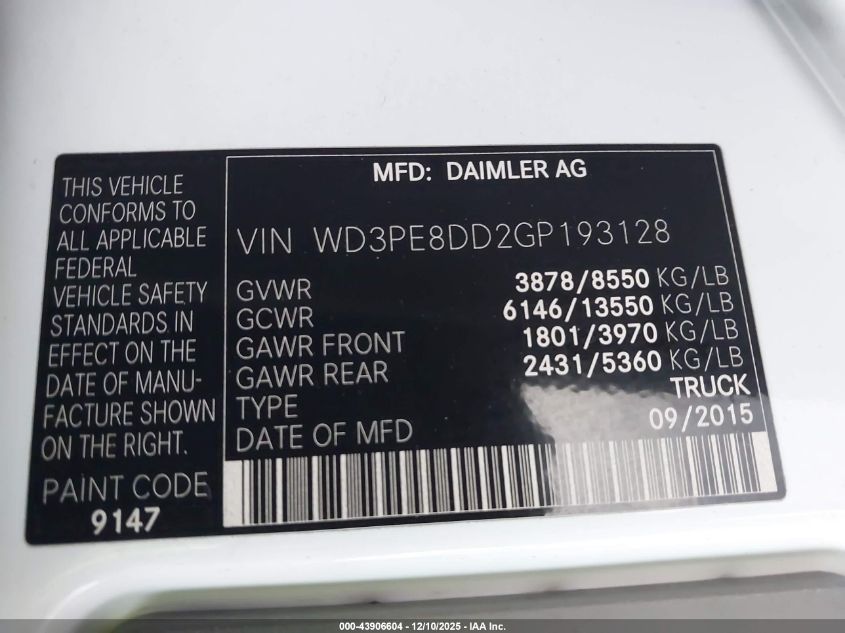 THIS VEHICLE
CONFORMS TO
ALL APPLICABLE
FEDERAL
VEHICLE SAFETY
STANDARDS IN
EFFECT ON THE
DATE OF MANU-
FACTURE SHOWN
ON THE RIGHT.
PAINT CODE
9147
MFD: DAIMLER AG
VIN WD3PE8DD2GP193128
GVWR 3878/8550 KG/LB
GCWR 6146/13550 KG/LB
GAWR FRONT 1801/3970 KG/LB
GAWR REAR 2431/5360 KG/LB
TYPE TRUCK
DATE OF MFD 09/2015
000-43906604 — 12/10/2025 — IAA Inc.